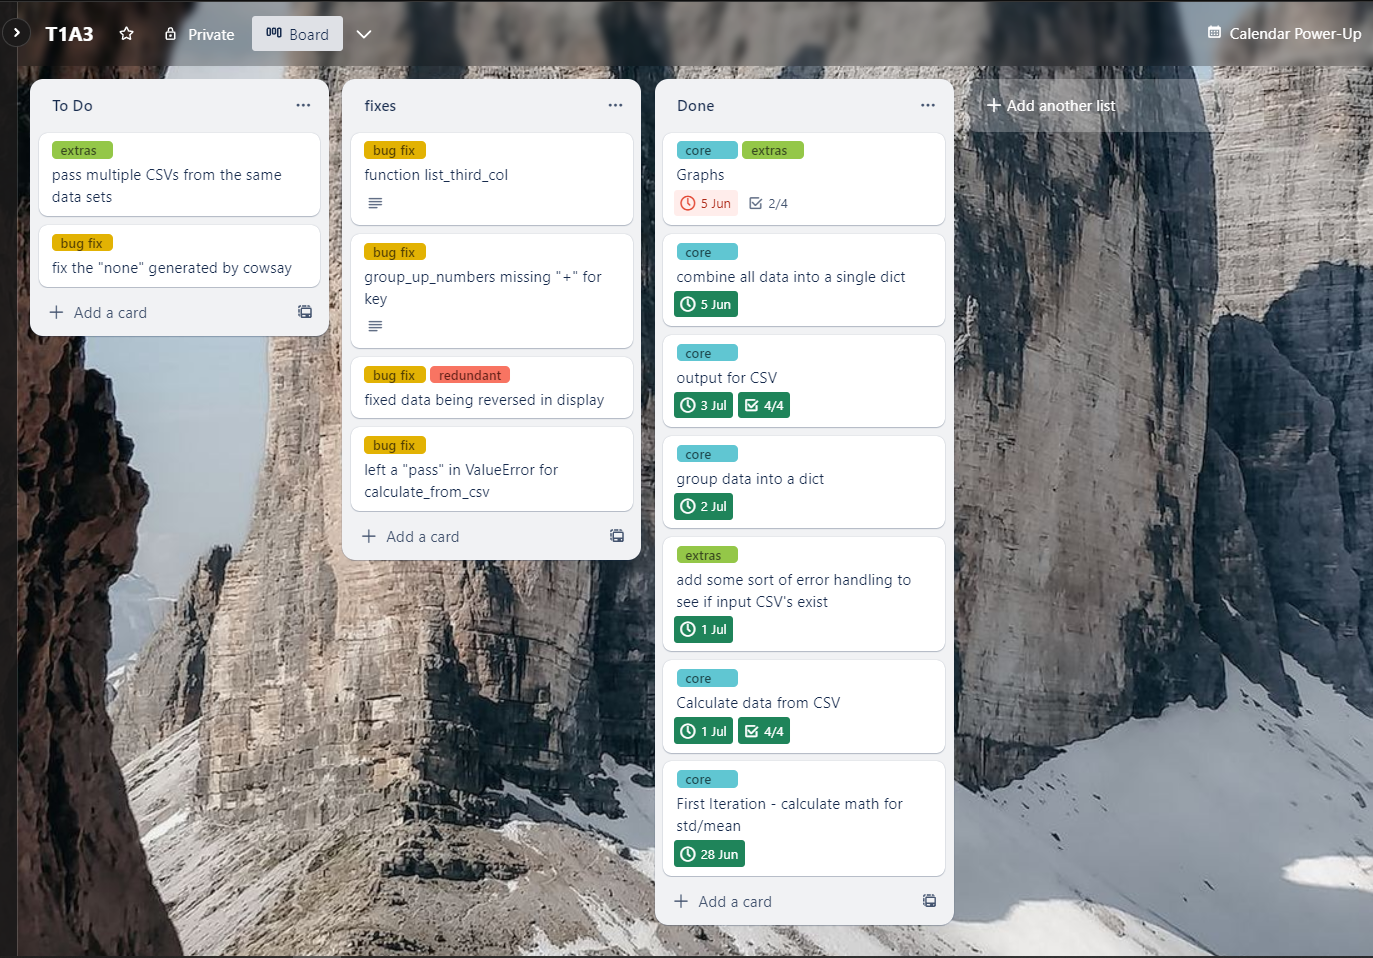 T1A3
Private
Board
Calendar Power-Up
To Do
extras
pass multiple CSVs from the same
data sets
bug fix
fix the "none" generated by cowsay
Add a card
fixes
bug fix
function list_third_col
bug fix
group_up_numbers missing "+" for
key
bug fix redundant
fixed data being reversed in display
bug fix
left a "pass" in ValueError for
calculate_from_csv
Add a card
Done
core extras
Graphs
5 Jun 2/4
core
combine all data into a single dict
5 Jun
core
output for CSV
3 Jul 4/4
core
group data into a dict
2 Jul
extras
add some sort of error handling to
see if input CSV's exist
1 Jul
core
Calculate data from CSV
1 Jul 4/4
core
First Iteration - calculate math for
std/mean
28 Jun
Add a card
Add another list